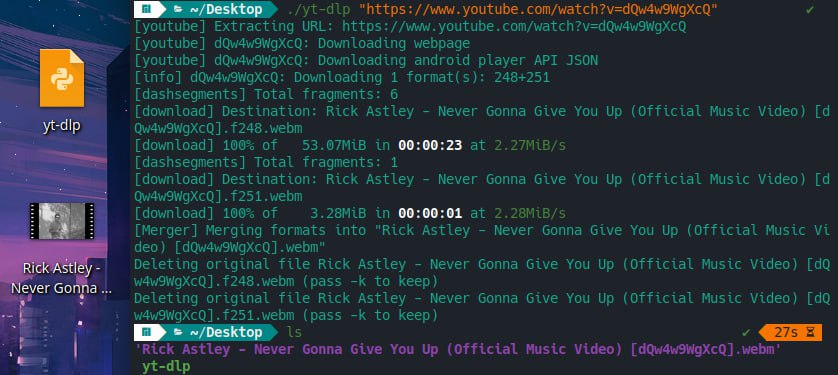 ~/Desktop ./yt-dlp "https://www.youtube.com/watch?v=dQw4w9WgXcQ" ✔
[youtube] Extracting URL: https://www.youtube.com/watch?v=dQw4w9WgXcQ
[youtube] dQw4w9WgXcQ: Downloading webpage
[youtube] dQw4w9WgXcQ: Downloading android player API JSON
[info] dQw4w9WgXcQ: Downloading 1 format(s): 248+251
[dashsegments] Total fragments: 6
[download] Destination: Rick Astley - Never Gonna Give You Up (Official Music Video) [d
Qw4w9WgXcQ].f248.webm
[download] 100% of   53.07MiB in 00:00:23 at 2.27MiB/s
[dashsegments] Total fragments: 1
[download] Destination: Rick Astley - Never Gonna Give You Up (Official Music Video) [d
Qw4w9WgXcQ].f251.webm
[download] 100% of    3.28MiB in 00:00:01 at 2.28MiB/s
[Merger] Merging formats into "Rick Astley - Never Gonna Give You Up (Official Music Vi
deo) [dQw4w9WgXcQ].webm"
Deleting original file Rick Astley - Never Gonna Give You Up (Official Music Video) [dQ
w4w9WgXcQ].f248.webm (pass -k to keep)
Deleting original file Rick Astley - Never Gonna Give You Up (Official Music Video) [dQ
w4w9WgXcQ].f251.webm (pass -k to keep)
~/Desktop ls ✔ 27s
'Rick Astley - Never Gonna Give You Up (Official Music Video) [dQw4w9WgXcQ].webm'
yt-dlp
yt-dlp
Rick Astley -
Never Gonna ...